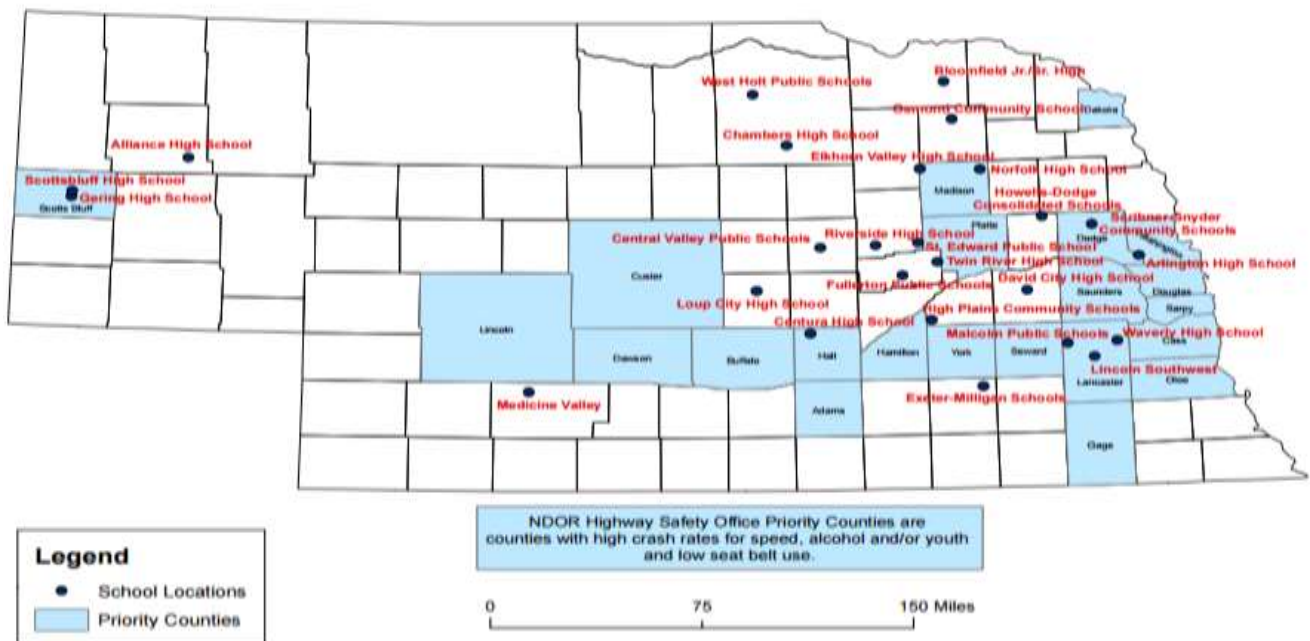 Bloomfield Jr./Sr. High
West Holt Public Schools
Dakota
Osmond Community School
Chambers High School
Alliance High School
Elkhorn Valley High School
Norfolk High School
Scottsbluff High School
Madison
Howells-Dodge
Consolidated Schools
Gering High School
Scotts Bluff
Scribner-Snyder
Community Schools
Platte
Dodge
Washington
Riverside High School
Central Valley Public Schools
St. Edward Public School
Twin River High School
Arlington High School
Custer
David City High School
Fullerton Public Schools
Saunders
Douglas
Loup City High School
High Plains Community Schools
Sarpy
Centura High School
Lincoln
Malcolm Public Schools
Waverly High School
Dawson
Buffalo
Hall
Hamilton
York
Seward
Cass
Lincoln Southwest
Lancaster
Otoe
Medicine Valley
Exeter-Milligan Schools
Adams
Gage
NDOR Highway Safety Office Priority Counties are
counties with high crash rates for speed, alcohol and/or youth
and low seat belt use.
Legend
School Locations
Priority Counties
0
75
150 Miles